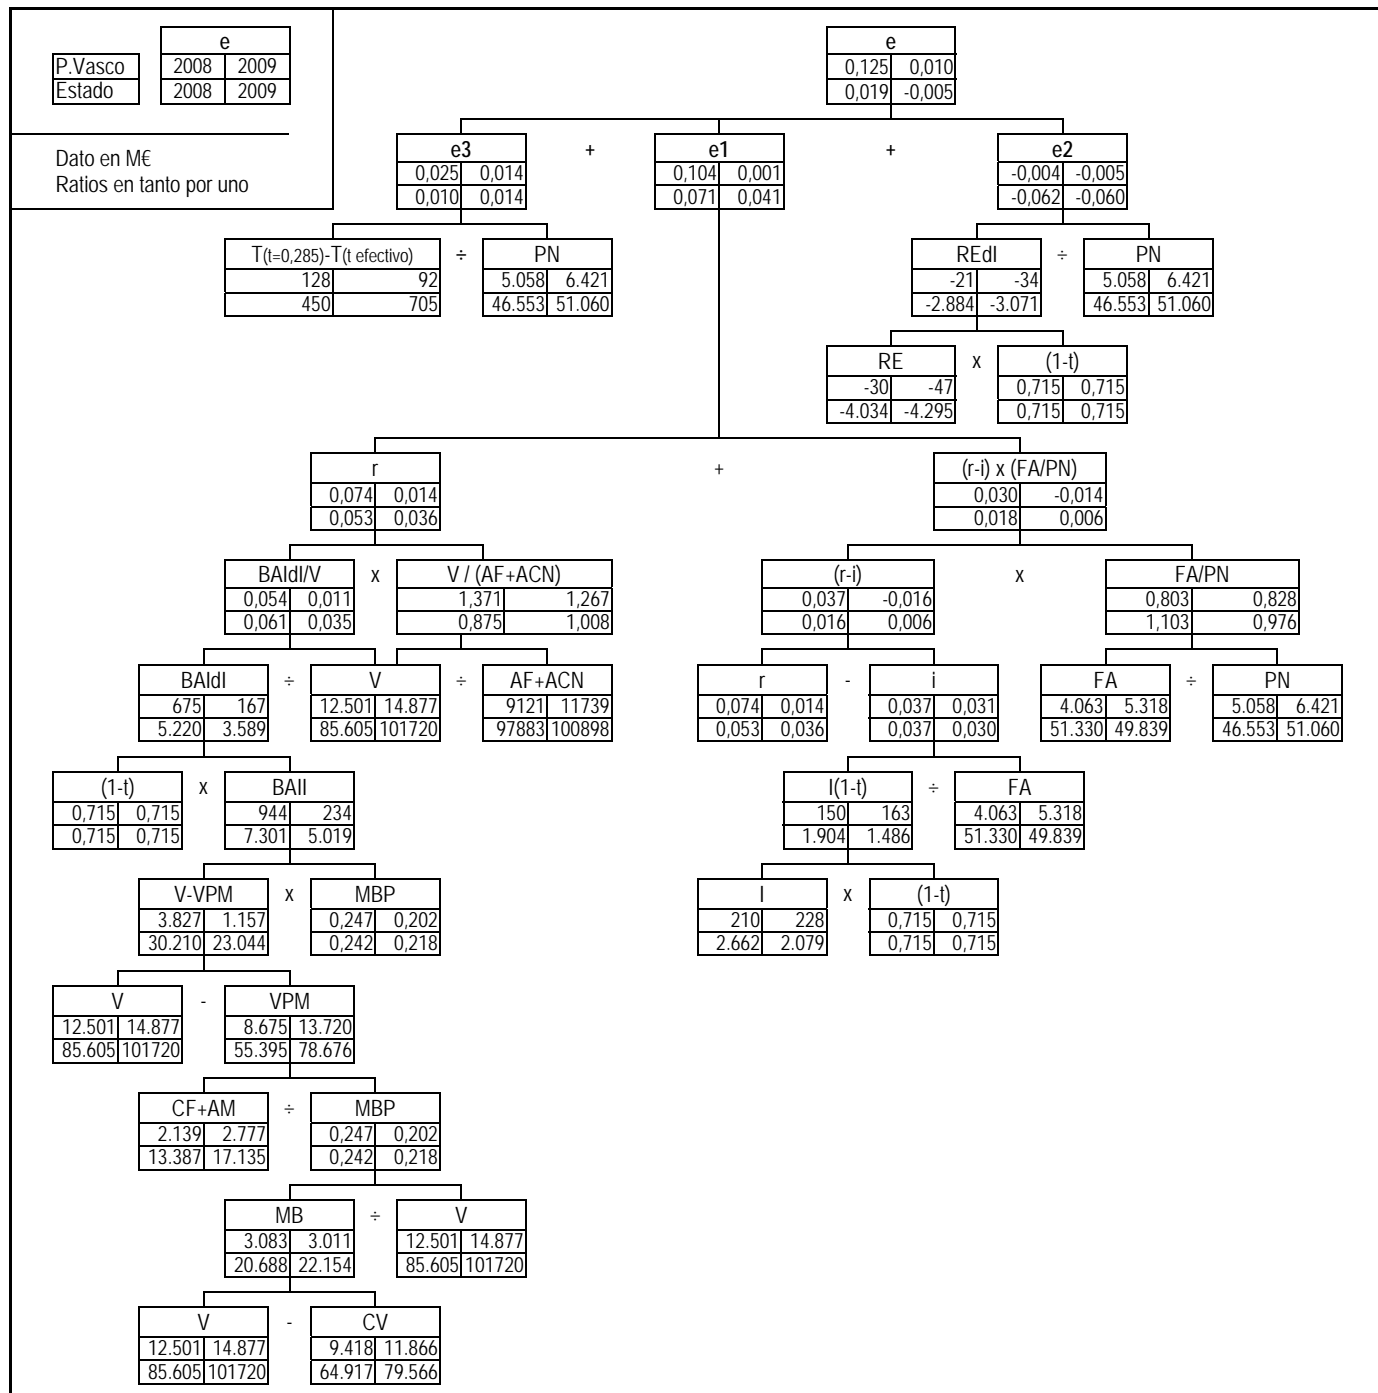 e
P.Vasco 2008 2009
Estado 2008 2009
Dato en M€
Ratios en tanto por uno
e
0,125 0,010
0,019 -0,005
e3 + e1 + e2
0,025 0,014 0,104 0,001 -0,004 -0,005
0,010 0,014 0,071 0,041 -0,062 -0,060
T(t=0,285)-T(t efectivo) ÷ PN REdI ÷ PN
128 92 5.058 6.421 -21 -34 5.058 6.421
450 705 46.553 51.060 -2.884 -3.071 46.553 51.060
RE x (1-t)
-30 -47 0,715 0,715
-4.034 -4.295 0,715 0,715
r + (r-i) x (FA/PN)
0,074 0,014 0,030 -0,014
0,053 0,036 0,018 0,006
BAIdI/V x V / (AF+ACN) (r-i) x FA/PN
0,054 0,011 1,371 1,267 0,037 -0,016 0,803 0,828
0,061 0,035 0,875 1,008 0,016 0,006 1,103 0,976
BAIdI ÷ V ÷ AF+ACN r - i FA ÷ PN
675 167 12.501 14.877 9121 11739 0,074 0,014 0,037 0,031 4.063 5.318 5.058 6.421
5.220 3.589 85.605 101720 97883 100898 0,053 0,036 0,037 0,030 51.330 49.839 46.553 51.060
(1-t) x BAII I(1-t) ÷ FA
0,715 0,715 944 234 150 163 4.063 5.318
0,715 0,715 7.301 5.019 1.904 1.486 51.330 49.839
V-VPM x MBP I x (1-t)
3.827 1.157 0,247 0,202 210 228 0,715 0,715
30.210 23.044 0,242 0,218 2.662 2.079 0,715 0,715
V - VPM
12.501 14.877 8.675 13.720
85.605 101720 55.395 78.676
CF+AM ÷ MBP
2.139 2.777 0,247 0,202
13.387 17.135 0,242 0,218
MB ÷ V
3.083 3.011 12.501 14.877
20.688 22.154 85.605 101720
V - CV
12.501 14.877 9.418 11.866
85.605 101720 64.917 79.566